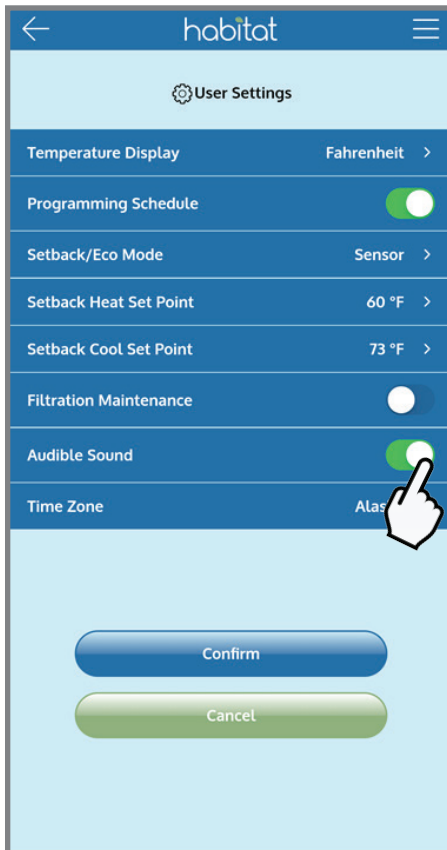 habitat
User Settings
Temperature Display Fahrenheit >
Programming Schedule
Setback/Eco Mode Sensor >
Setback Heat Set Point 60 °F >
Setback Cool Set Point 73 °F >
Filtration Maintenance
Audible Sound
Time Zone
Confirm
Cancel